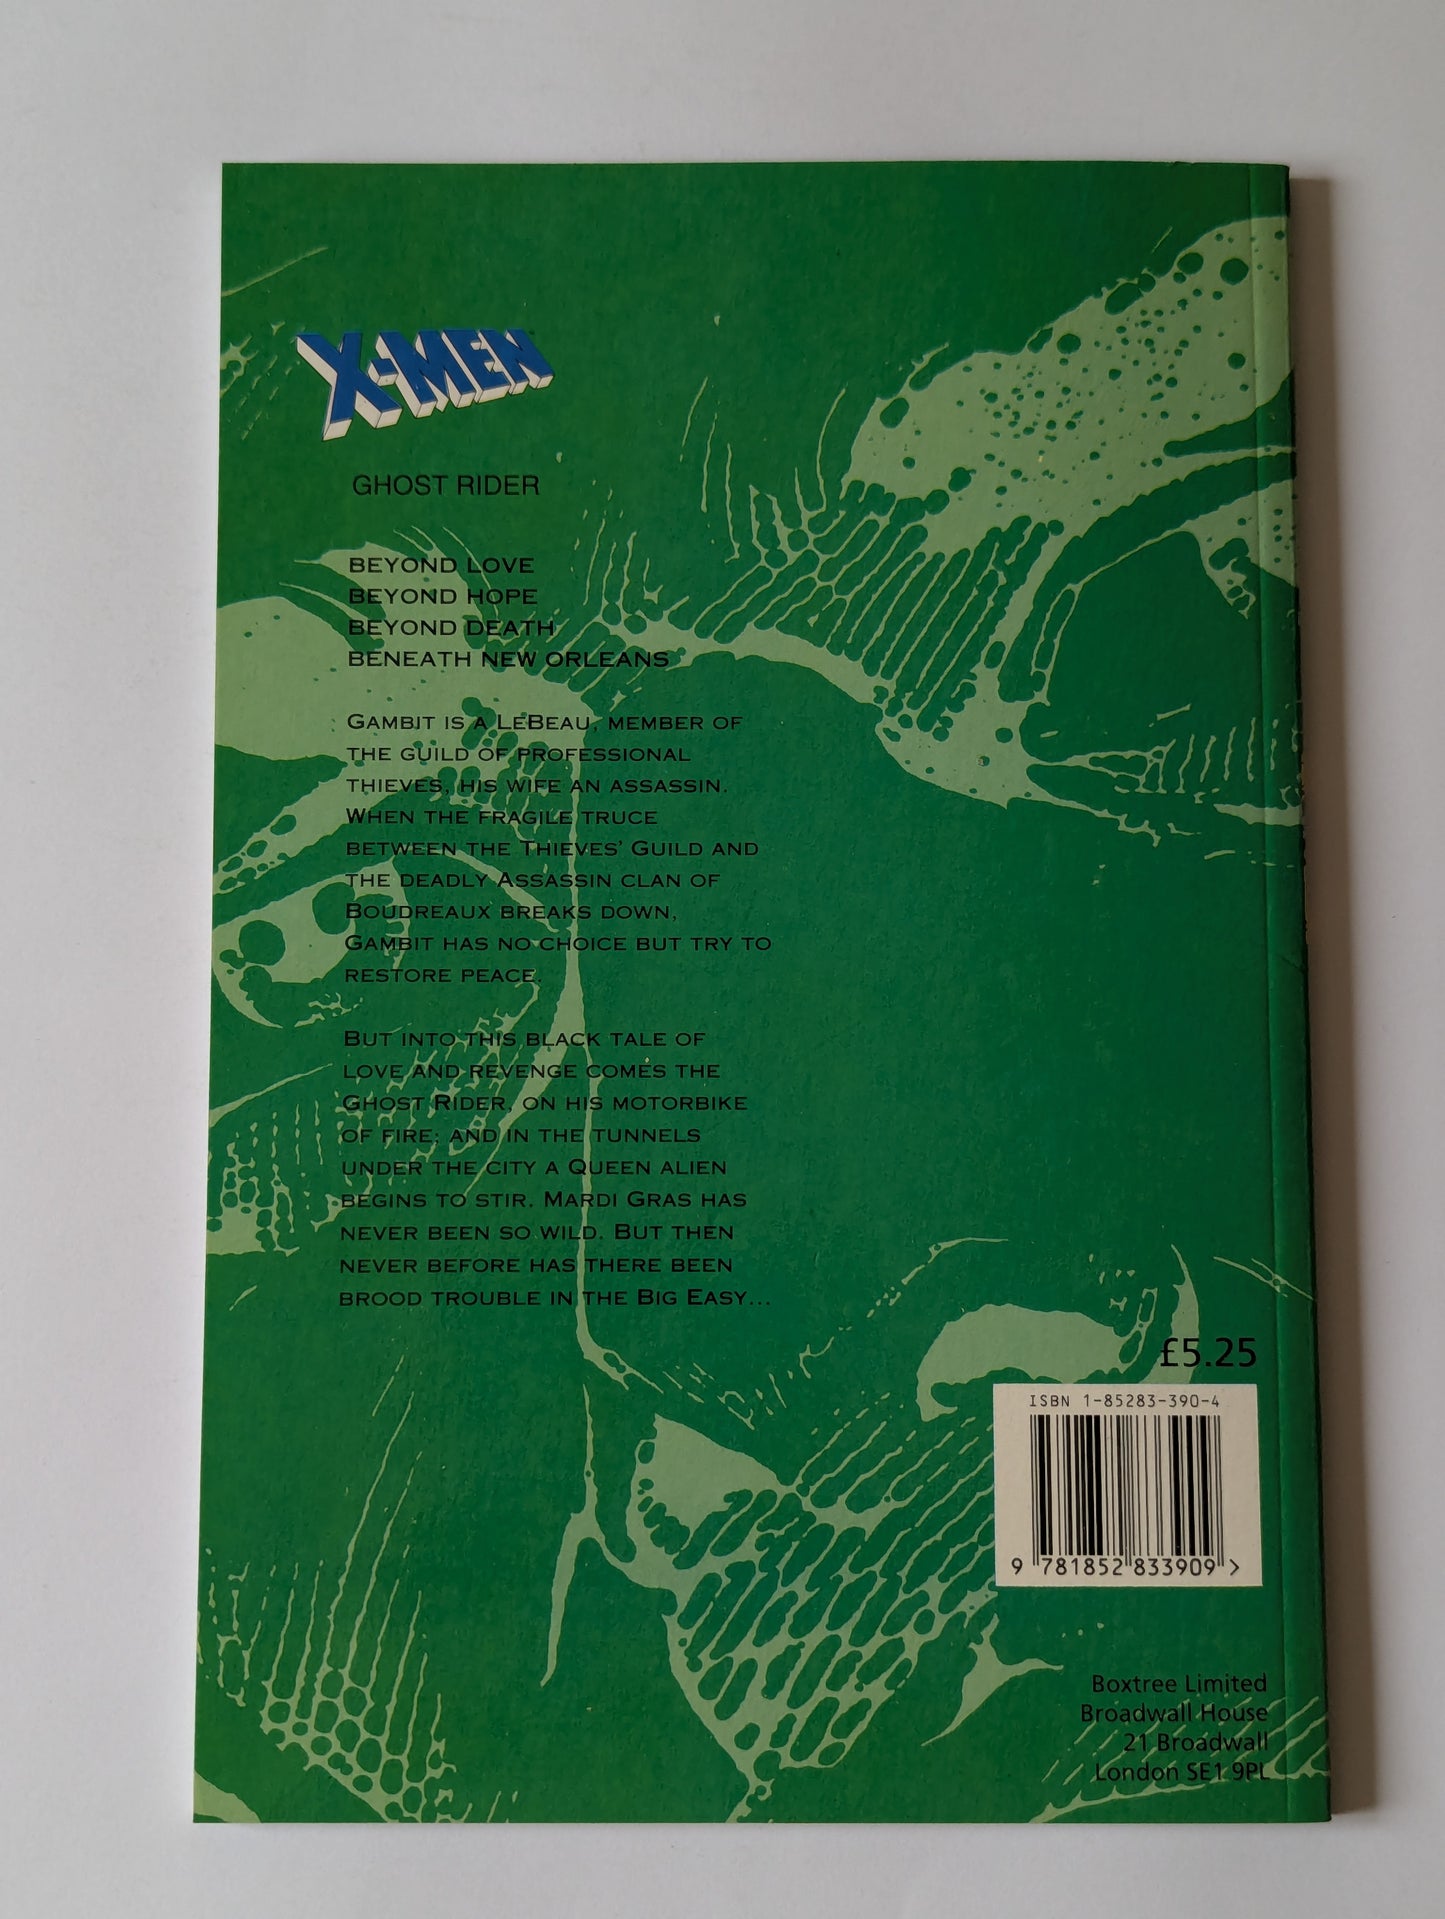 X-MEN
GHOST RIDER
BEYOND LOVE
BEYOND HOPE
BEYOND DEATH
BENEATH NEW ORLEANS
GAMBIT IS A LEBEAU, MEMBER OF
THE GUILD OF PROFESSIONAL
THIEVES, HIS WIFE AN ASSASSIN.
WHEN THE FRAGILE TRUCE
BETWEEN THE THIEVES' GUILD AND
THE DEADLY ASSASSIN CLAN OF
BOUDREAUX BREAKS DOWN,
GAMBIT HAS NO CHOICE BUT TRY TO
RESTORE PEACE.
BUT INTO THIS BLACK TALE OF
LOVE AND REVENGE COMES THE
GHOST RIDER, ON HIS MOTORBIKE
OF FIRE; AND IN THE TUNNELS
UNDER THE CITY A QUEEN ALIEN
BEGINS TO STIR. MARDI GRAS HAS
NEVER BEEN SO WILD. BUT THEN
NEVER BEFORE HAS THERE BEEN
BROOD TROUBLE IN THE BIG EASY...
£5.25
ISBN 1-85283-390-4
9 781852 833909 >
Boxtree Limited
Broadwall House
21 Broadwall
London SE1 9PL